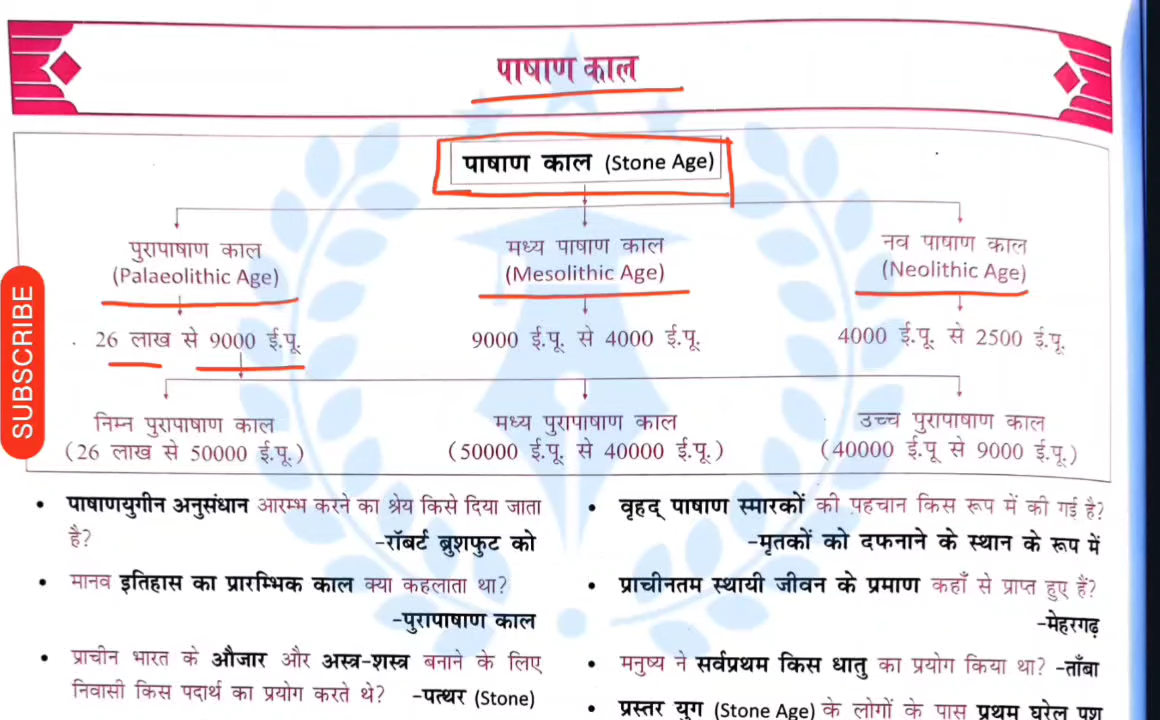 पाषाण काल
पाषाण काल (Stone Age)
पुरापाषाण काल
(Palaeolithic Age)
मध्य पाषाण काल
(Mesolithic Age)
नव पाषाण काल
(Neolithic Age)
26 लाख से 9000 ई.पू.
9000 ई.पू. से 4000 ई.पू.
4000 ई.पू. से 2500 ई.पू.
SUBSCRIBE
निम्न पुरापाषाण काल
(26 लाख से 50000 ई.पू.)
मध्य पुरापाषाण काल
(50000 ई.पू. से 40000 ई.पू.)
उच्च पुरापाषाण काल
(40000 ई.पू से 9000 ई.पू.)
• पाषाणयुगीन अनुसंधान आरम्भ करने का श्रेय किसे दिया जाता
है? -रॉबर्ट ब्रुशफुट को
• मानव इतिहास का प्रारम्भिक काल क्या कहलाता था?
-पुरापाषाण काल
• प्राचीन भारत के औजार और अस्त्र-शस्त्र बनाने के लिए
निवासी किस पदार्थ का प्रयोग करते थे? -पत्थर (Stone)
• वृहद् पाषाण स्मारकों की पहचान किस रूप में की गई है?
-मृतकों को दफनाने के स्थान के रूप में
• प्राचीनतम स्थायी जीवन के प्रमाण कहाँ से प्राप्त हुए हैं?
-मेहरगढ़
• मनुष्य ने सर्वप्रथम किस धातु का प्रयोग किया था? -ताँबा
• प्रस्तर युग (Stone Age) के लोगों के पास प्रथम घरेलू पशु